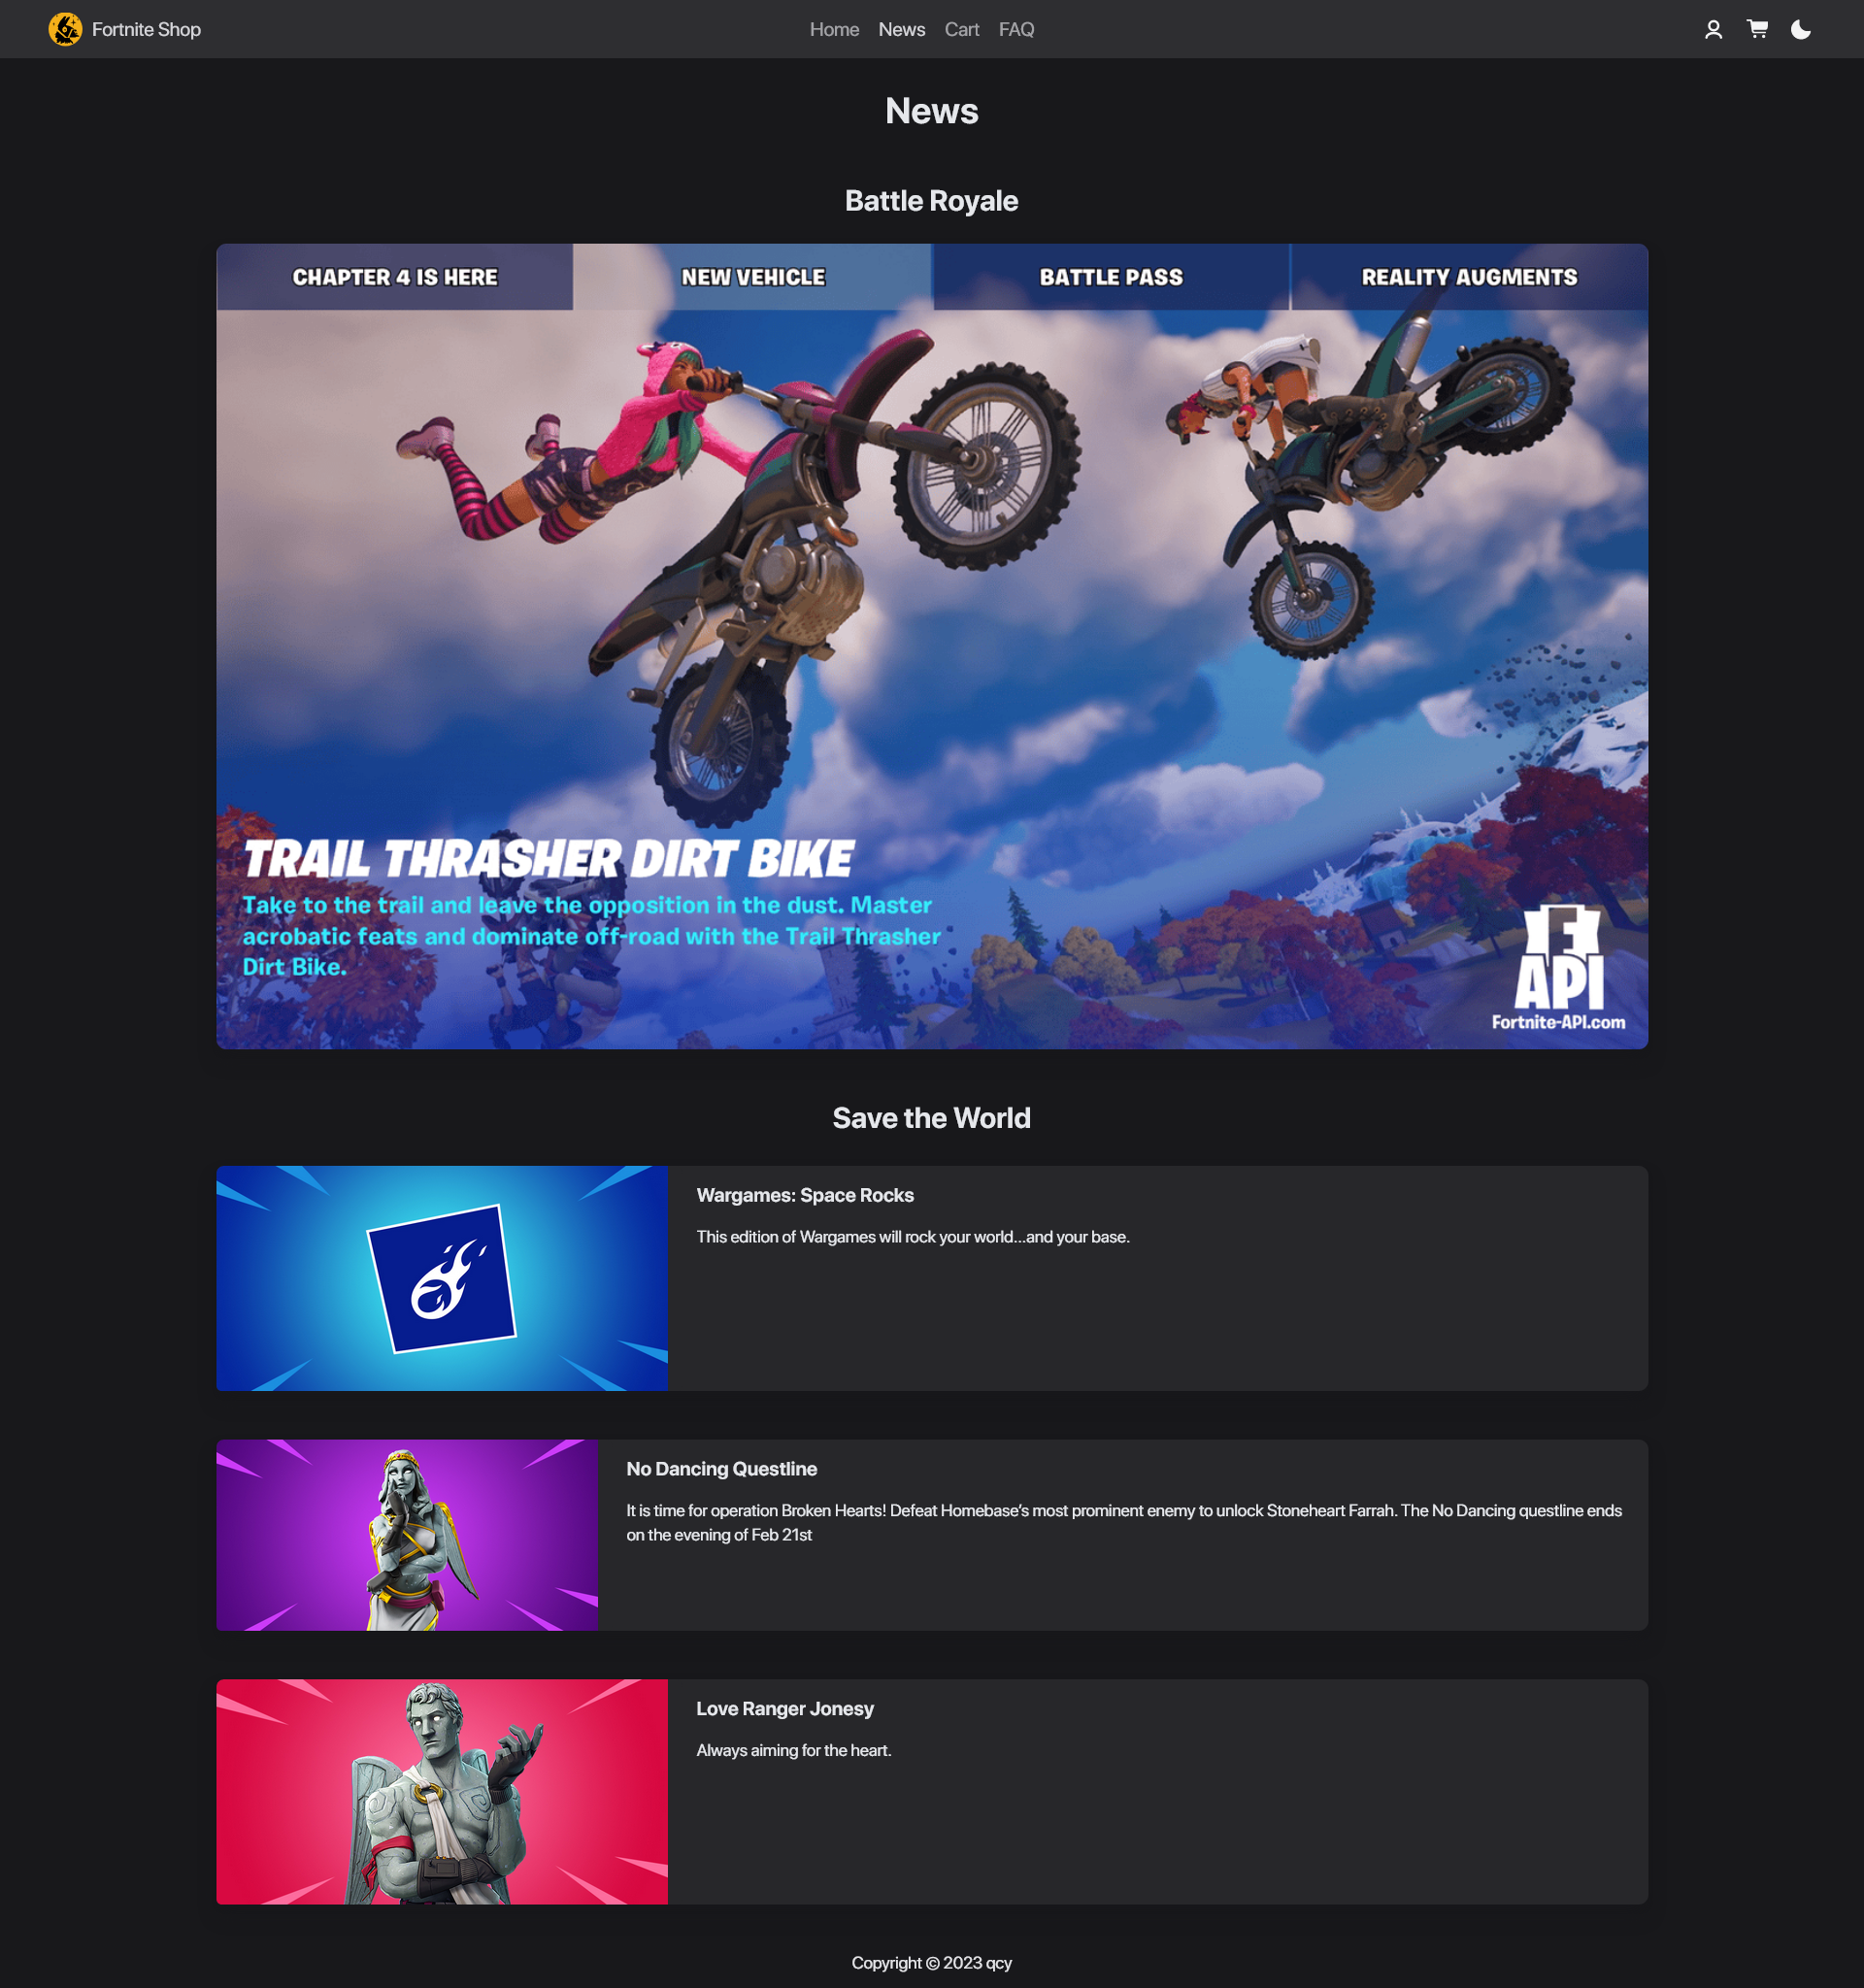 Fortnite Shop
Home News Cart FAQ
News
Battle Royale
CHAPTER 4 IS HERE
NEW VEHICLE
BATTLE PASS
REALITY AUGMENTS
TRAIL THRASHER DIRT BIKE
Take to the trail and leave the opposition in the dust. Master
acrobatic feats and dominate off-road with the Trail Thrasher
Dirt Bike.
F
API
Fortnite-API.com
Save the World
Wargames: Space Rocks
This edition of Wargames will rock your world...and your base.
No Dancing Questline
It is time for operation Broken Hearts! Defeat Homebase’s most prominent enemy to unlock Stoneheart Farrah. The No Dancing questline ends
on the evening of Feb 21st
Love Ranger Jonesy
Always aiming for the heart.
Copyright © 2023 qcy